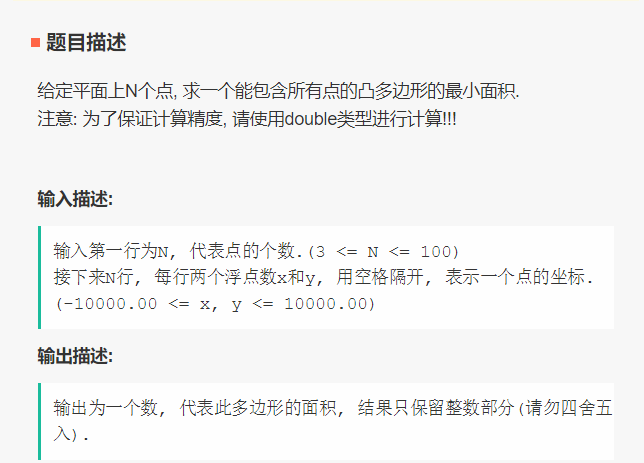 题目描述
给定平面上N个点, 求一个能包含所有点的凸多边形的最小面积.
注意: 为了保证计算精度, 请使用double类型进行计算!!!
输入描述:
输入第一行为N, 代表点的个数.(3 <= N <= 100)
接下来N行, 每行两个浮点数x和y, 用空格隔开, 表示一个点的坐标.
(-10000.00 <= x, y <= 10000.00)
输出描述:
输出为一个数, 代表此多边形的面积, 结果只保留整数部分(请勿四舍五
入).